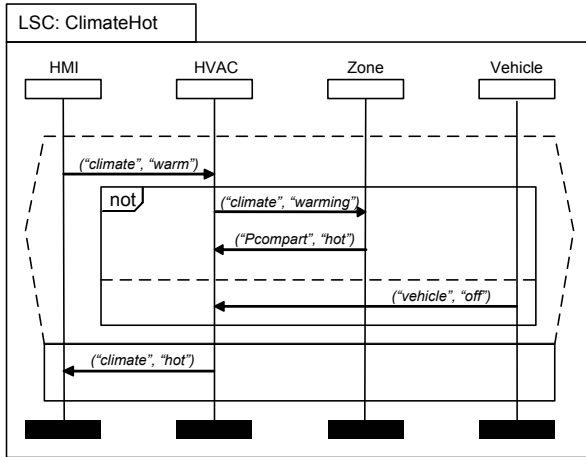 LSC: ClimateHot
HMI HVAC Zone Vehicle
(“climate”, “warm”)
not
(“climate”, “warming”)
(“Pcompart”, “hot”)
(“vehicle”, “off”)
(“climate”, “hot”)